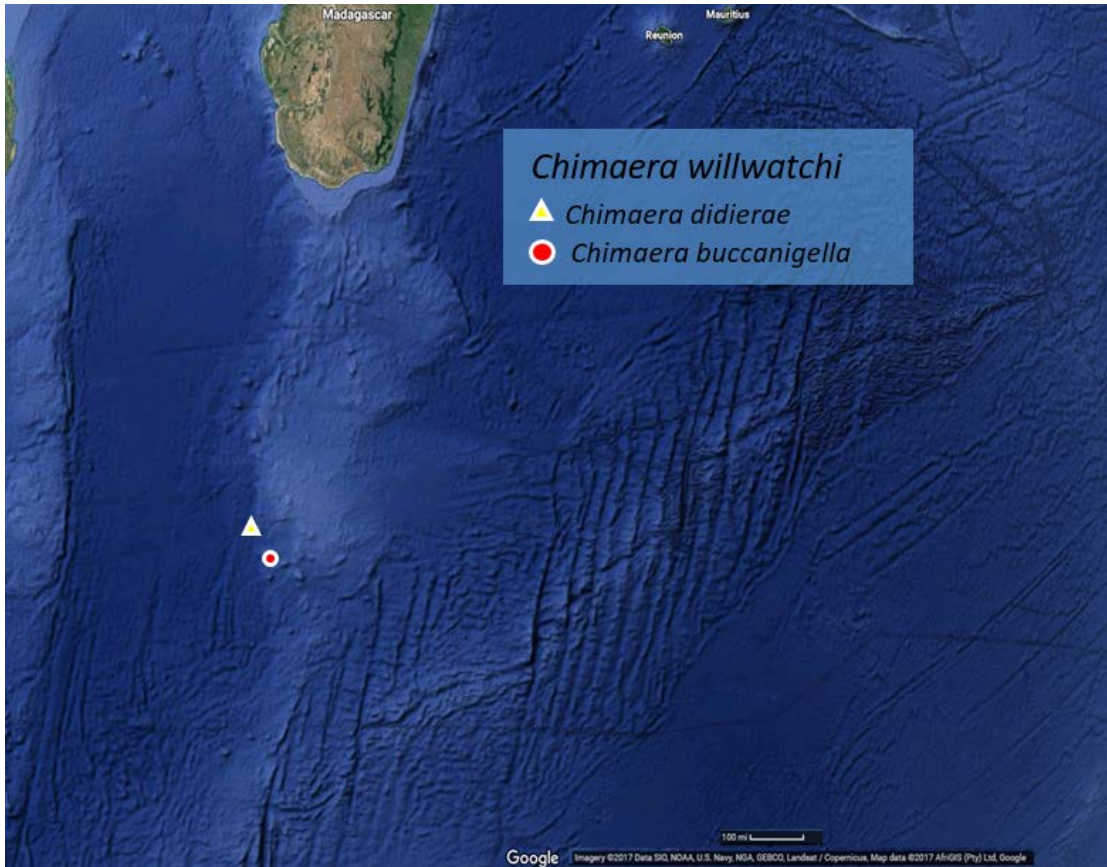 Madagascar
Mauritius
Reunion
Chimaera willwatchi
Chimaera didierae
Chimaera buccanigella
100 mi
Google
Imagery ©2017 Data SIO, NOAA, U.S. Navy, NGA, GEBCO, Landsat / Copernicus, Map data ©2017 AfriGIS (Pty) Ltd, Google